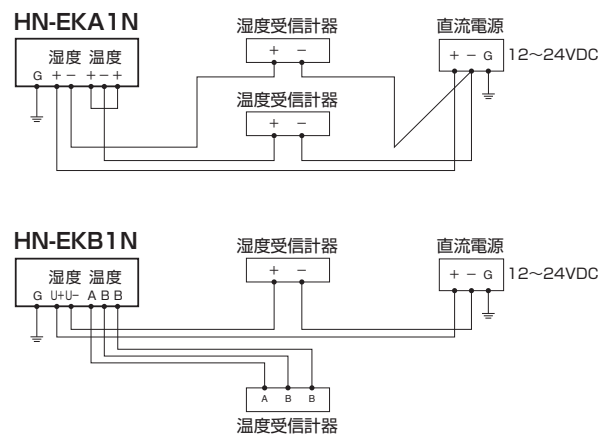 HN-EKA1N
湿度 温度
G + − + − +
湿度受信計器
+ −
温度受信計器
+ −
直流電源
+ − G
12〜24VDC
HN-EKB1N
湿度 温度
G U+U− A B B
湿度受信計器
+ −
直流電源
+ − G
12〜24VDC
A B B
温度受信計器